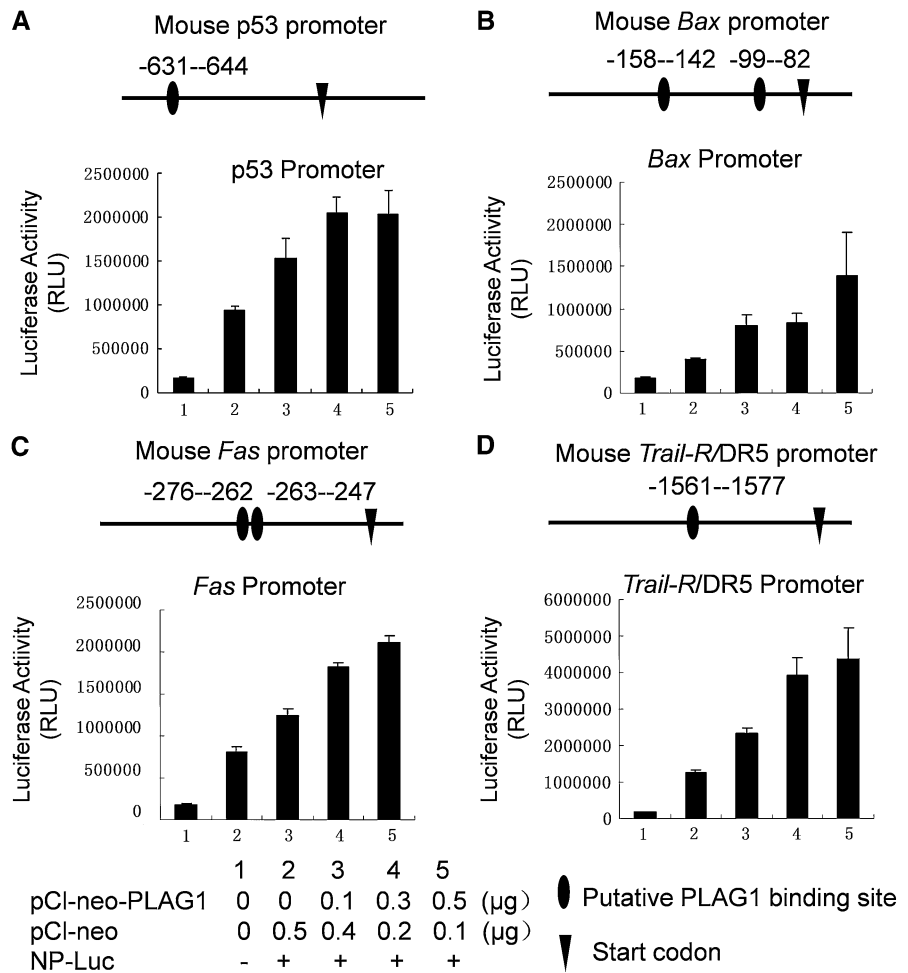 A
Mouse p53 promoter
-631--644
p53 Promoter
Luciferase Actiivity
(RLU)
2500000
2000000
1500000
1000000
500000
0
1 2 3 4 5
B
Mouse Bax promoter
-158--142 -99--82
Bax Promoter
Luciferase Actiivity
(RLU)
2500000
2000000
1500000
1000000
500000
0
1 2 3 4 5
C
Mouse Fas promoter
-276--262 -263--247
Fas Promoter
Luciferase Actiivity
(RLU)
2500000
2000000
1500000
1000000
500000
0
1 2 3 4 5
D
Mouse Trail-R/DR5 promoter
-1561--1577
Trail-R/DR5 Promoter
Luciferase Actiivity
(RLU)
6000000
5000000
4000000
3000000
2000000
1000000
0
1 2 3 4 5
1 2 3 4 5
pCl-neo-PLAG1 0 0 0.1 0.3 0.5 (μg)
pCl-neo 0 0.5 0.4 0.2 0.1 (μg)
NP-Luc - + + + +
Putative PLAG1 binding site
Start codon